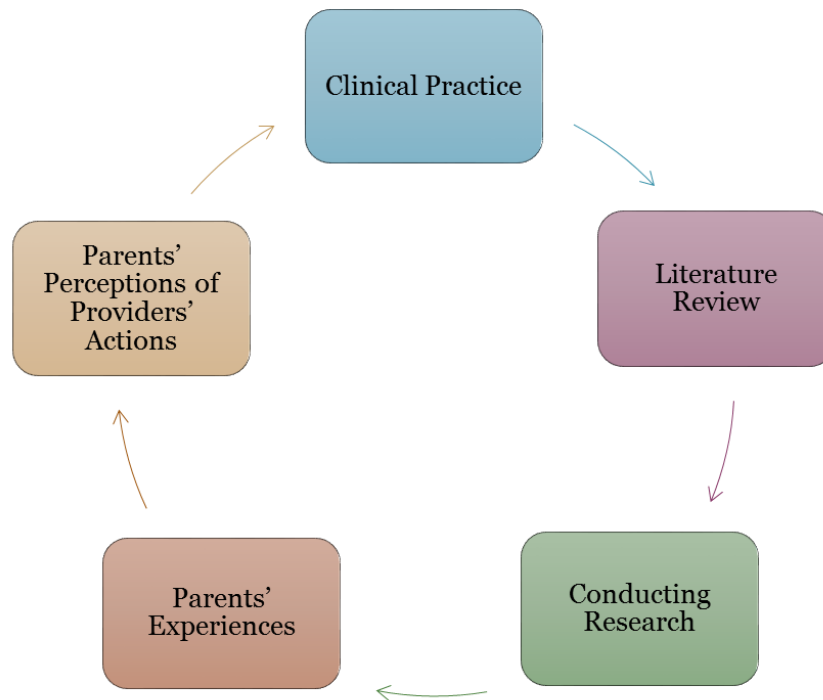 Clinical Practice
Literature
Review
Conducting
Research
Parents’
Experiences
Parents’
Perceptions of
Providers’
Actions